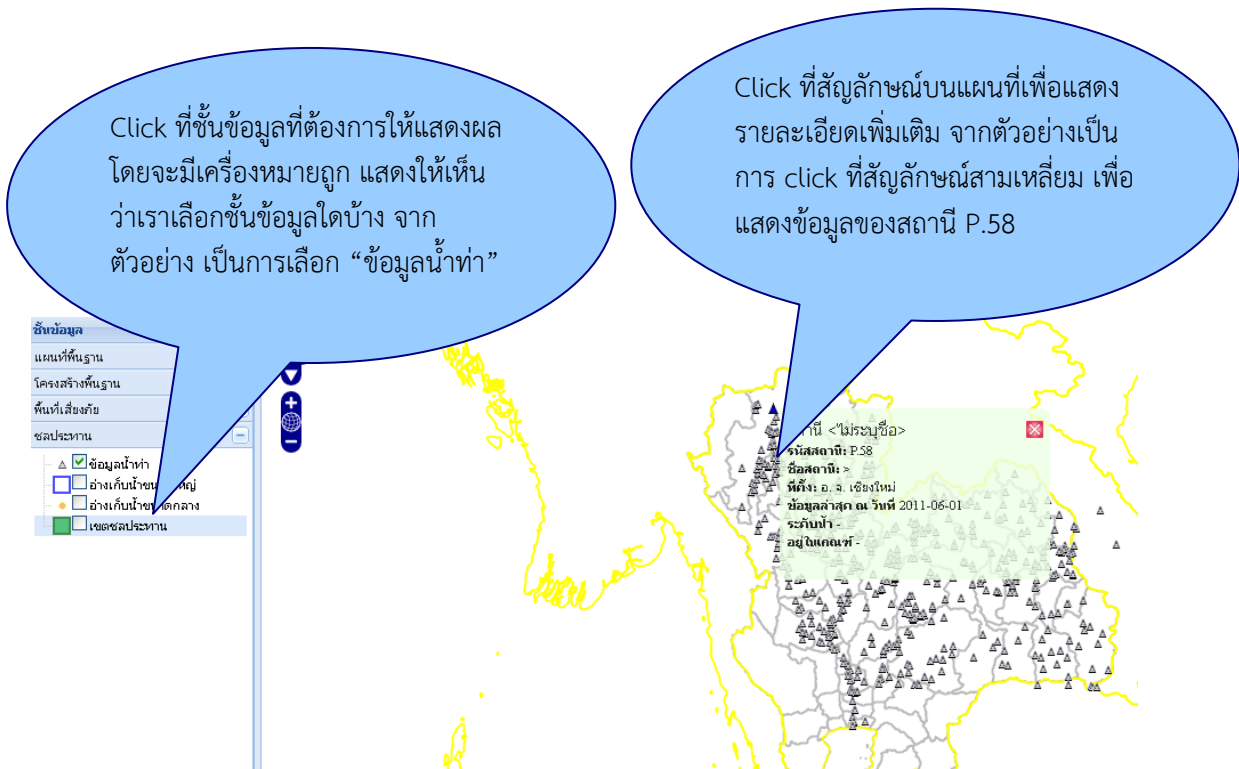 Click ที่ชั้นข้อมูลที่ต้องการให้แสดงผล
โดยจะมีเครื่องหมายถูก แสดงให้เห็น
ว่าเราเลือกชั้นข้อมูลใดบ้าง จาก
ตัวอย่าง เป็นการเลือก “ข้อมูลน้ำท่า”
Click ที่สัญลักษณ์บนแผนที่เพื่อแสดง
รายละเอียดเพิ่มเติม จากตัวอย่างเป็น
การ click ที่สัญลักษณ์สามเหลี่ยม เพื่อ
แสดงข้อมูลของสถานี P.58
ชั้นข้อมูล
แผนที่พื้นฐาน
โครงสร้างพื้นฐาน
พื้นที่เสี่ยงภัย
ชลประทาน
ข้อมูลน้ำท่า
อ่างเก็บน้ำ
อ่างเก็บน้ำ
เขตชลประทาน
<ไม่ระบุชื่อ>
รหัสสถานี: P.58
ชื่อสถานี: >
ที่ตั้ง: อ. จ. เชียงใหม่
ข้อมูลล่าสุด ณ วันที่ 2011-06-01
ระดับน้ำ -
อยู่ในเกณฑ์ -